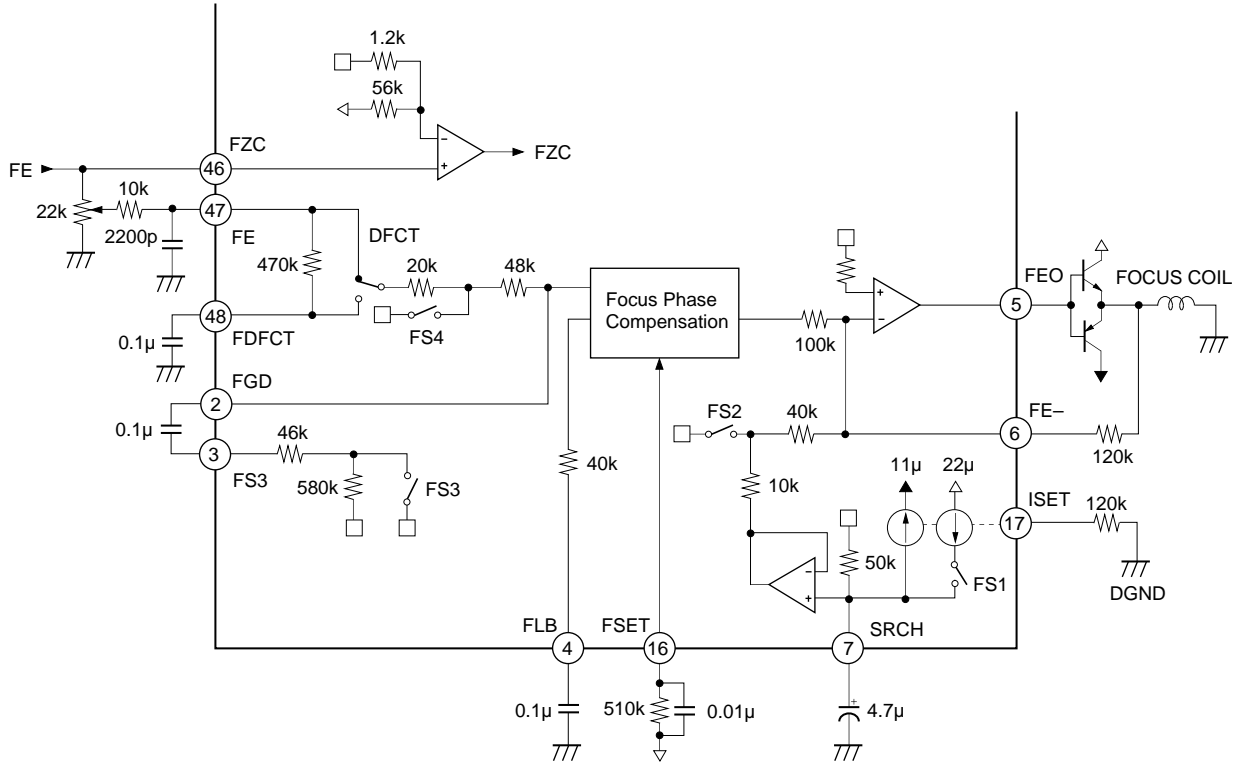 1.2k
56k
FZC
46
FZC
FE
10k
47
22k
2200p
FE
DFCT
470k
20k
48k
FS4
48
0.1µ
FDFCT
Focus Phase
Compensation
100k
FEO
5
FOCUS COIL
FGD
2
0.1µ
3
46k
FS3
580k
FS3
40k
FS2
40k
FE–
6
120k
10k
11µ
22µ
ISET
17
120k
50k
FS1
DGND
FLB
4
FSET
16
SRCH
7
0.1µ
510k
0.01µ
4.7µ
+
−
+
+
−
−
+